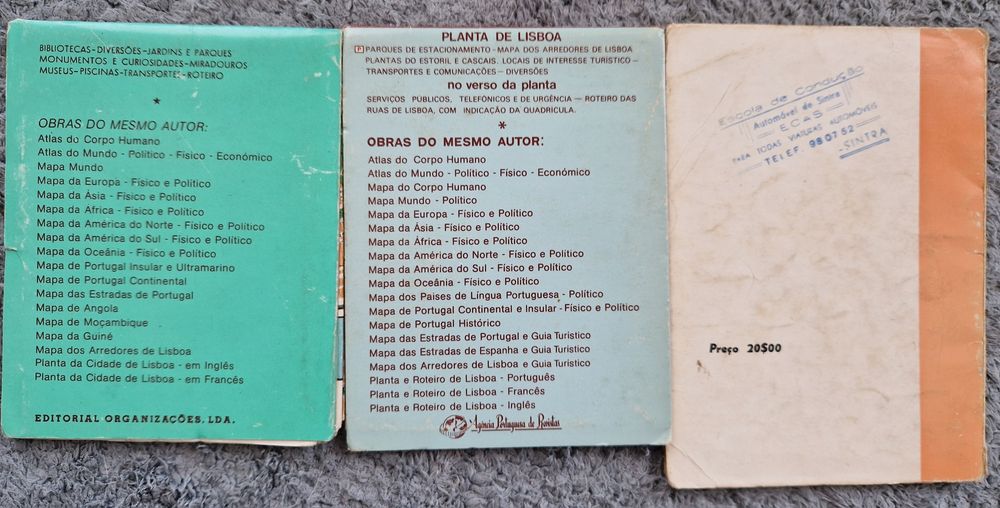 BIBLIOTECAS-DIVERSÕES-JARDINS E PARQUES
MONUMENTOS E CURIOSIDADES-MIRADOUROS
MUSEUS-PISCINAS-TRANSPORTES-ROTEIRO
*
OBRAS DO MESMO AUTOR:
Atlas do Corpo Humano
Atlas do Mundo - Político - Físico - Económico
Mapa Mundo
Mapa da Europa - Físico e Político
Mapa da Ásia - Físico e Político
Mapa da Africa - Físico e Político
Mapa da América do Norte - Físico e Político
Mapa da América do Sul - Físico e Político
Mapa da Oceânia - Físico e Político
Mapa de Portugal Insular e Ultramarino
Mapa de Portugal Continental
Mapa das Estradas de Portugal
Mapa de Angola
Mapa de Moçambique
Mapa da Guiné
Mapa dos Arredores de Lisboa
Planta da Cidade de Lisboa - em Inglês
Planta da Cidade de Lisboa - em Francês
EDITORIAL ORGANIZAÇÕES, LDA.
PLANTA DE LISBOA
P PARQUES DE ESTACIONAMENTO - MAPA DOS ARREDORES DE LISBOA
PLANTAS DO ESTORIL E CASCAIS. LOCAIS DE INTERESSE TURÍSTICO —
TRANSPORTES E COMUNICAÇÕES — DIVERSÕES
no verso da planta
SERVIÇOS PÚBLICOS, TELEFÓNICOS E DE URGÊNCIA — ROTEIRO DAS
RUAS DE LISBOA, COM INDICAÇÃO DA QUADRÍCULA.
*
OBRAS DO MESMO AUTOR:
Atlas do Corpo Humano
Atlas do Mundo - Político - Físico - Económico
Mapa do Corpo Humano
Mapa Mundo - Político
Mapa da Europa - Físico e Político
Mapa da Ásia - Físico e Político
Mapa da África - Físico e Político
Mapa da América do Norte - Físico e Político
Mapa da América do Sul - Físico e Político
Mapa da Oceânia - Físico e Político
Mapa dos Paises de Língua Portuguesa - Político
Mapa de Portugal Continental e Insular - Físico e Político
Mapa de Portugal Histórico
Mapa das Estradas de Portugal e Guia Turistico
Mapa das Estradas de Espanha e Guia Turistico
Mapa dos Arredores de Lisboa e Guia Turistico
Planta e Roteiro de Lisboa - Português
Planta e Roteiro de Lisboa - Francês
Planta e Roteiro de Lisboa - Inglês
Agência Portuguesa de Revistas
Escola de Condução
Automóvel de Sintra
E C A S
PARA TODAS VIATURAS AUTOMÓVEIS
TELEF. 980752 - SINTRA
Preço 20$00